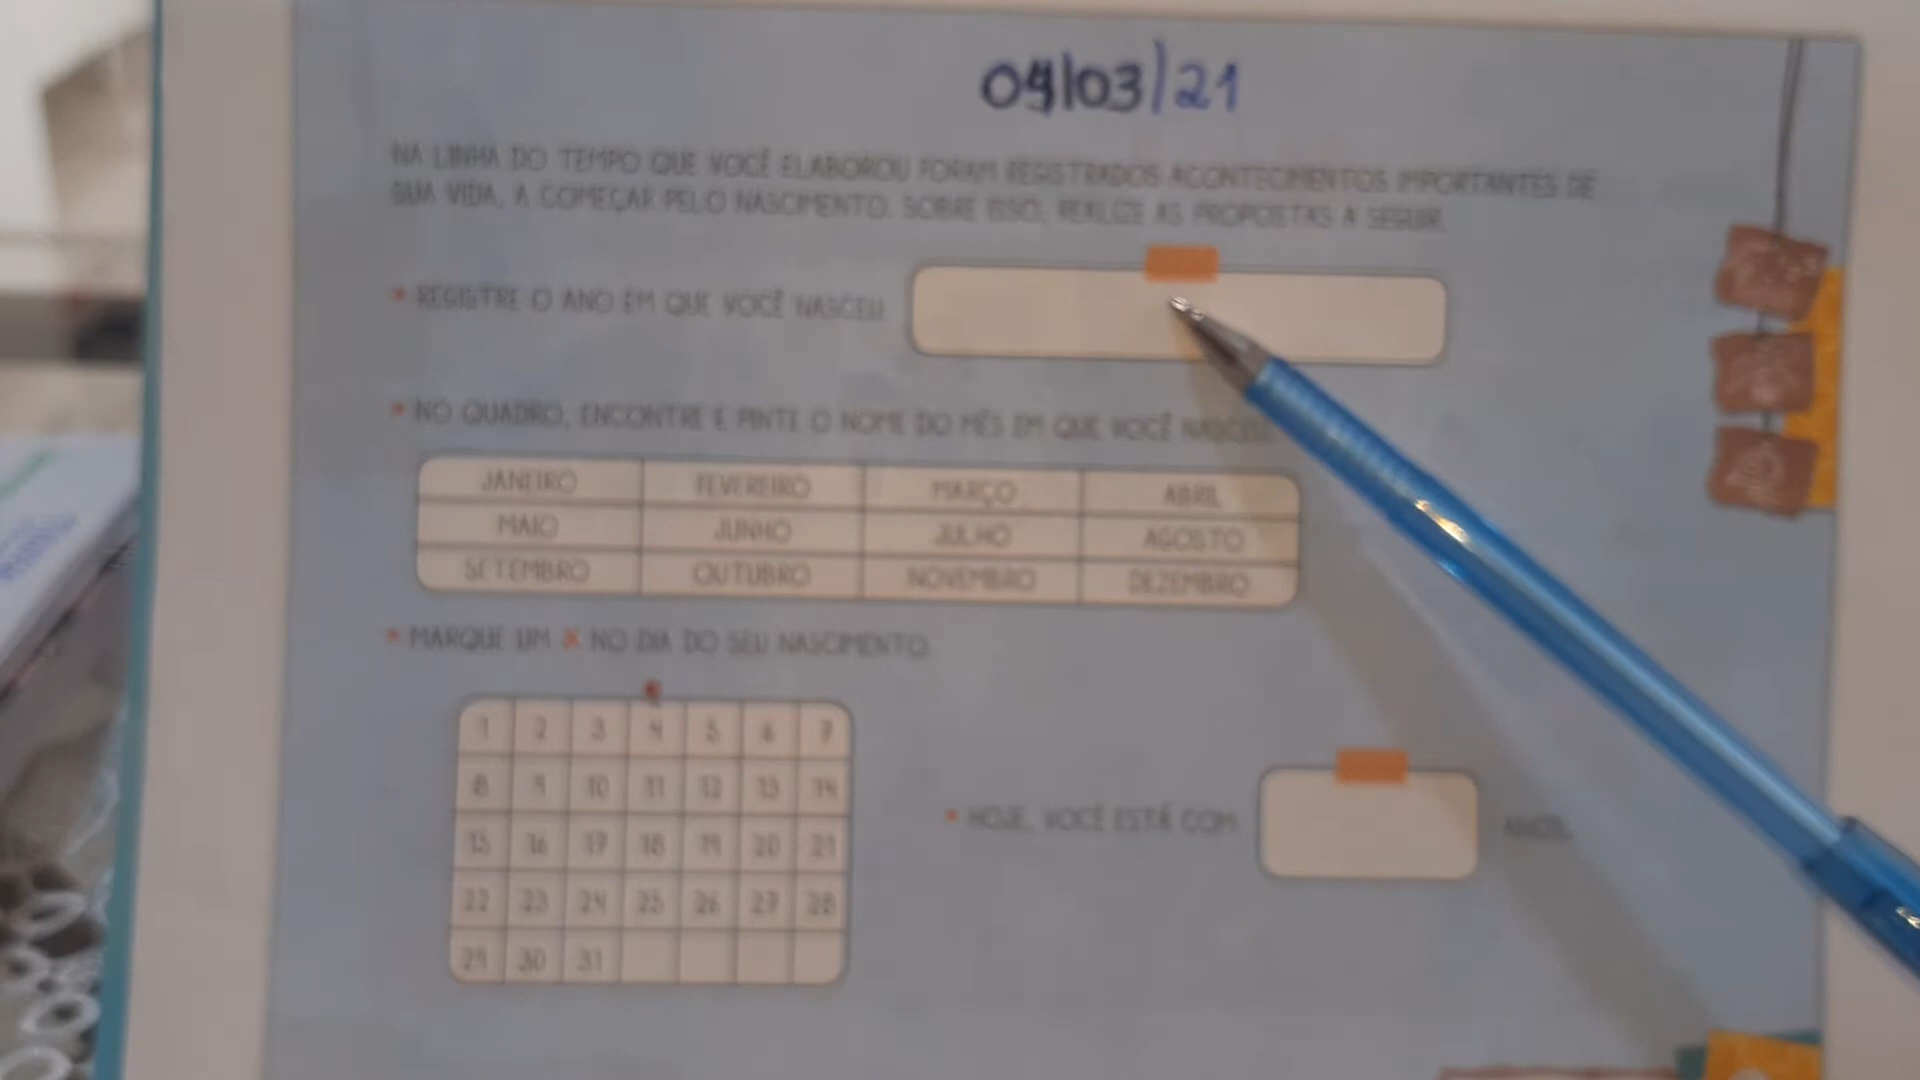 04/03/21
NA LINHA DO TEMPO QUE VOCÊ ELABOROU FORAM REGISTRADOS ACONTECIMENTOS IMPORTANTES DE
SUA VIDA, A COMEÇAR PELO NASCIMENTO. SOBRE ISSO, REALIZE AS PROPOSTAS A SEGUIR.
• REGISTRE O ANO EM QUE VOCÊ NASCEU.
• NO QUADRO, ENCONTRE E PINTE O NOME DO MÊS EM QUE VOCÊ NASCEU.
JANEIRO FEVEREIRO MARÇO ABRIL
MAIO JUNHO JULHO AGOSTO
SETEMBRO OUTUBRO NOVEMBRO DEZEMBRO
• MARQUE UM X NO DIA DO SEU NASCIMENTO.
1 2 3 4 5 6 7
8 9 10 11 12 13 14
15 16 17 18 19 20 21
22 23 24 25 26 27 28
29 30 31
• HOJE, VOCÊ ESTÁ COM ANOS.